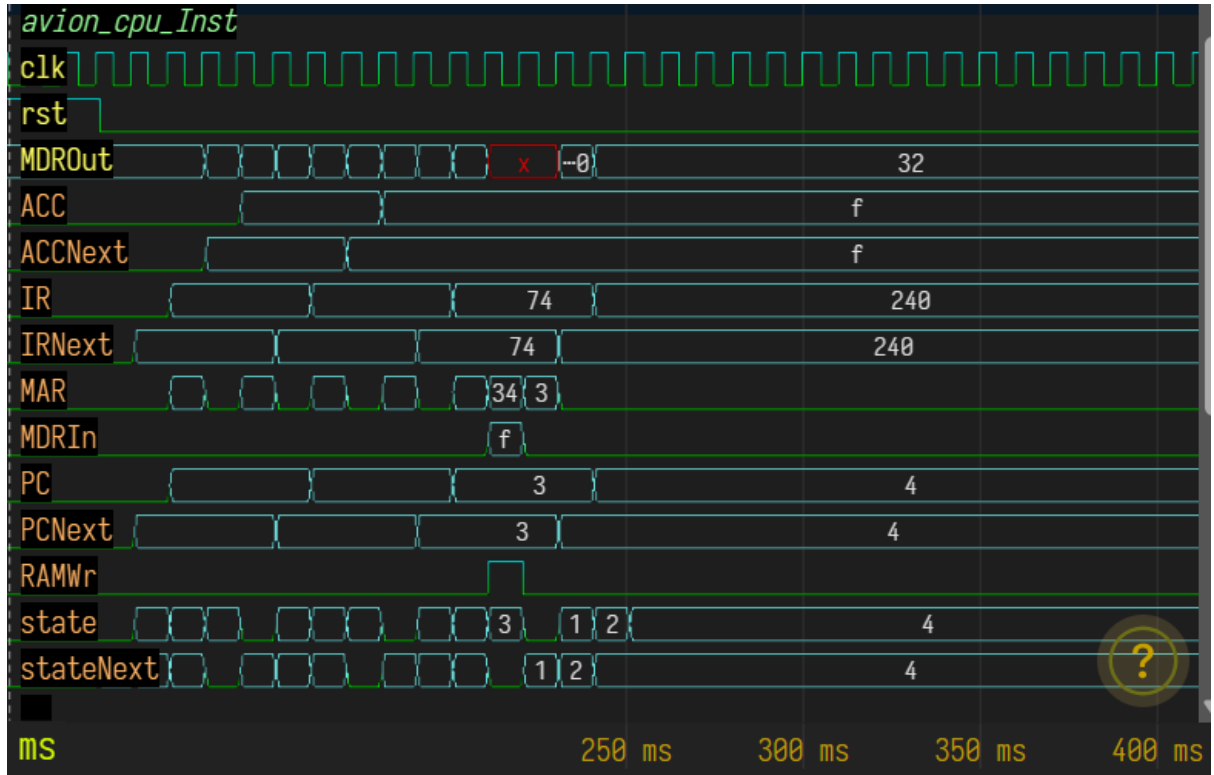 avion_cpu_Inst
clk
rst
MDROut x ⋯0 32
ACC f
ACCNext f
IR 74 240
IRNext 74 240
MAR 34 3
MDRIn f
PC 3 4
PCNext 3 4
RAMWr
state 3 1 2 4
stateNext 1 2 4
?
ms 250 ms 300 ms 350 ms 400 ms